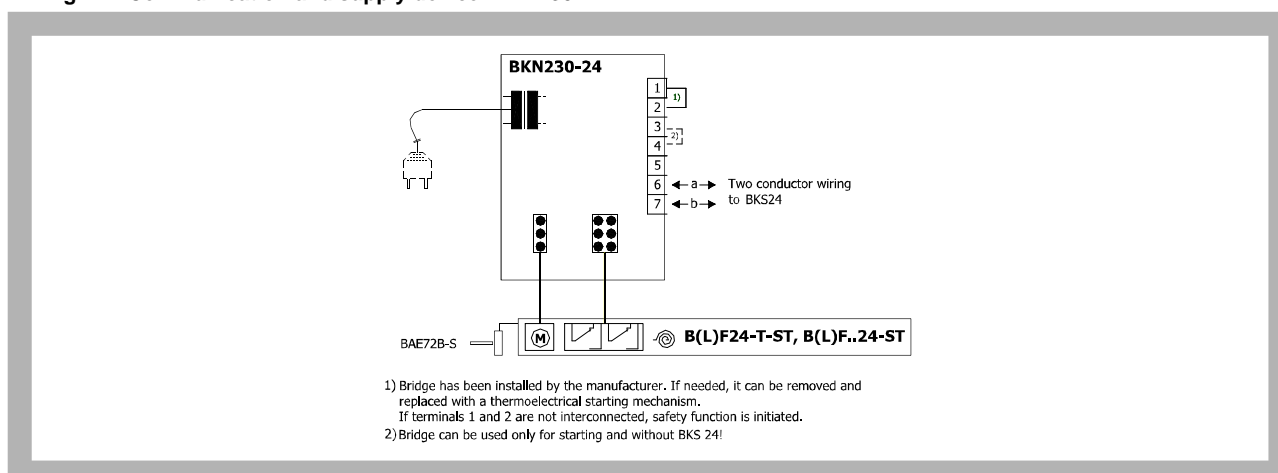 BKN230-24
1
2
3
4
5
6
7
1)
2)
a
b
Two conductor wiring
to BKS24
M
BAE72B-S
B(L)F24-T-ST, B(L)F..24-ST
1) Bridge has been installed by the manufacturer. If needed, it can be removed and
replaced with a thermoelectrical starting mechanism.
If terminals 1 and 2 are not interconnected, safety function is initiated.
2) Bridge can be used only for starting and without BKS 24!